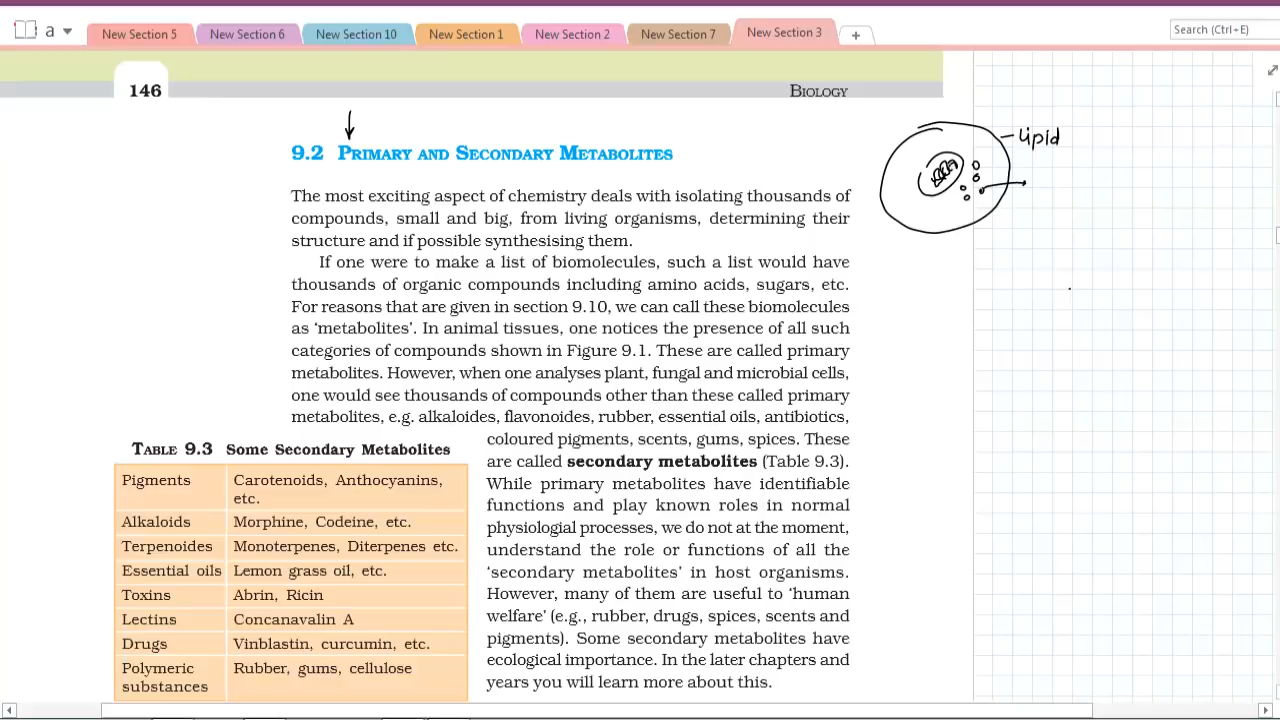 a
New Section 5
New Section 6
New Section 10
New Section 1
New Section 2
New Section 7
New Section 3
+
Search (Ctrl+E)
146
BIOLOGY
9.2 PRIMARY AND SECONDARY METABOLITES
Lipid
The most exciting aspect of chemistry deals with isolating thousands of
compounds, small and big, from living organisms, determining their
structure and if possible synthesising them.
If one were to make a list of biomolecules, such a list would have
thousands of organic compounds including amino acids, sugars, etc.
For reasons that are given in section 9.10, we can call these biomolecules
as ‘metabolites’. In animal tissues, one notices the presence of all such
categories of compounds shown in Figure 9.1. These are called primary
metabolites. However, when one analyses plant, fungal and microbial cells,
one would see thousands of compounds other than these called primary
metabolites, e.g. alkaloides, flavonoides, rubber, essential oils, antibiotics,
coloured pigments, scents, gums, spices. These
are called secondary metabolites (Table 9.3).
While primary metabolites have identifiable
functions and play known roles in normal
physiologial processes, we do not at the moment,
understand the role or functions of all the
‘secondary metabolites’ in host organisms.
However, many of them are useful to ‘human
welfare’ (e.g., rubber, drugs, spices, scents and
pigments). Some secondary metabolites have
ecological importance. In the later chapters and
years you will learn more about this.
TABLE 9.3 Some Secondary Metabolites
Pigments Carotenoids, Anthocyanins,
etc.
Alkaloids Morphine, Codeine, etc.
Terpenoides Monoterpenes, Diterpenes etc.
Essential oils Lemon grass oil, etc.
Toxins Abrin, Ricin
Lectins Concanavalin A
Drugs Vinblastin, curcumin, etc.
Polymeric Rubber, gums, cellulose
substances